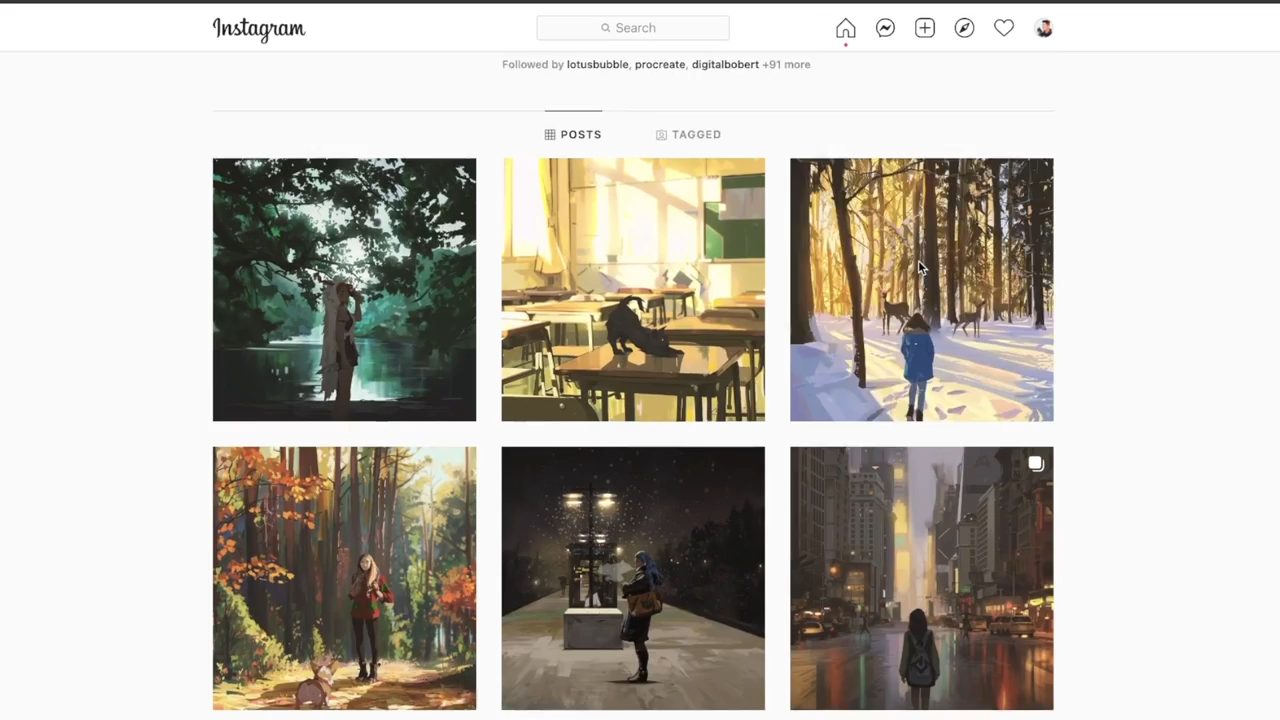 Instagram
Search
Followed by lotusbubble, procreate, digitalbobert +91 more
POSTS
TAGGED